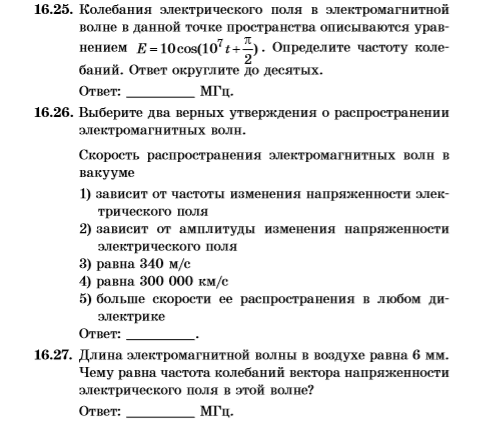 16.25. Колебания электрического поля в электромагнитной
волне в данной точке пространства описываются урав-
нением E = 10cos(10⁷t + π/2). Определите частоту коле-
баний. Ответ округлите до десятых.
Ответ: __________ МГц.
16.26. Выберите два верных утверждения о распространении
электромагнитных волн.
Скорость распространения электромагнитных волн в
вакууме
1) зависит от частоты изменения напряженности элек-
трического поля
2) зависит от амплитуды изменения напряженности
электрического поля
3) равна 340 м/с
4) равна 300 000 км/с
5) больше скорости ее распространения в любом ди-
электрике
Ответ: __________.
16.27. Длина электромагнитной волны в воздухе равна 6 мм.
Чему равна частота колебаний вектора напряженности
электрического поля в этой волне?
Ответ: __________ МГц.